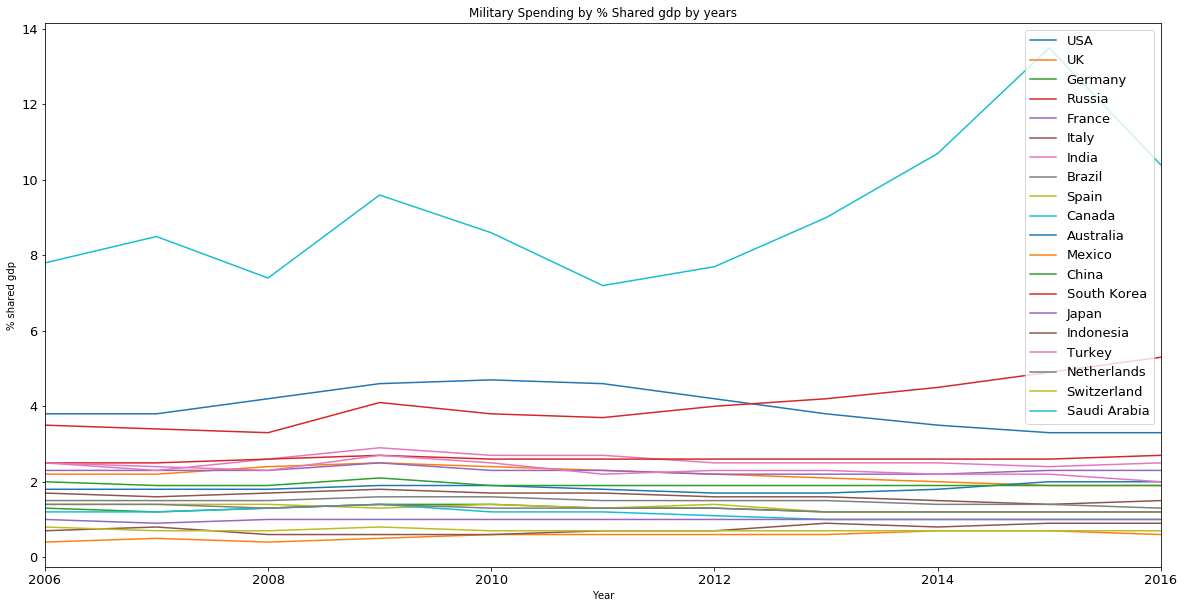 Military Spending by % Shared gdp by years
14
12
10
8
6
4
2
0
% shared gdp
2006
2008
2010
2012
2014
2016
Year
USA
UK
Germany
Russia
France
Italy
India
Brazil
Spain
Canada
Australia
Mexico
China
South Korea
Japan
Indonesia
Turkey
Netherlands
Switzerland
Saudi Arabia